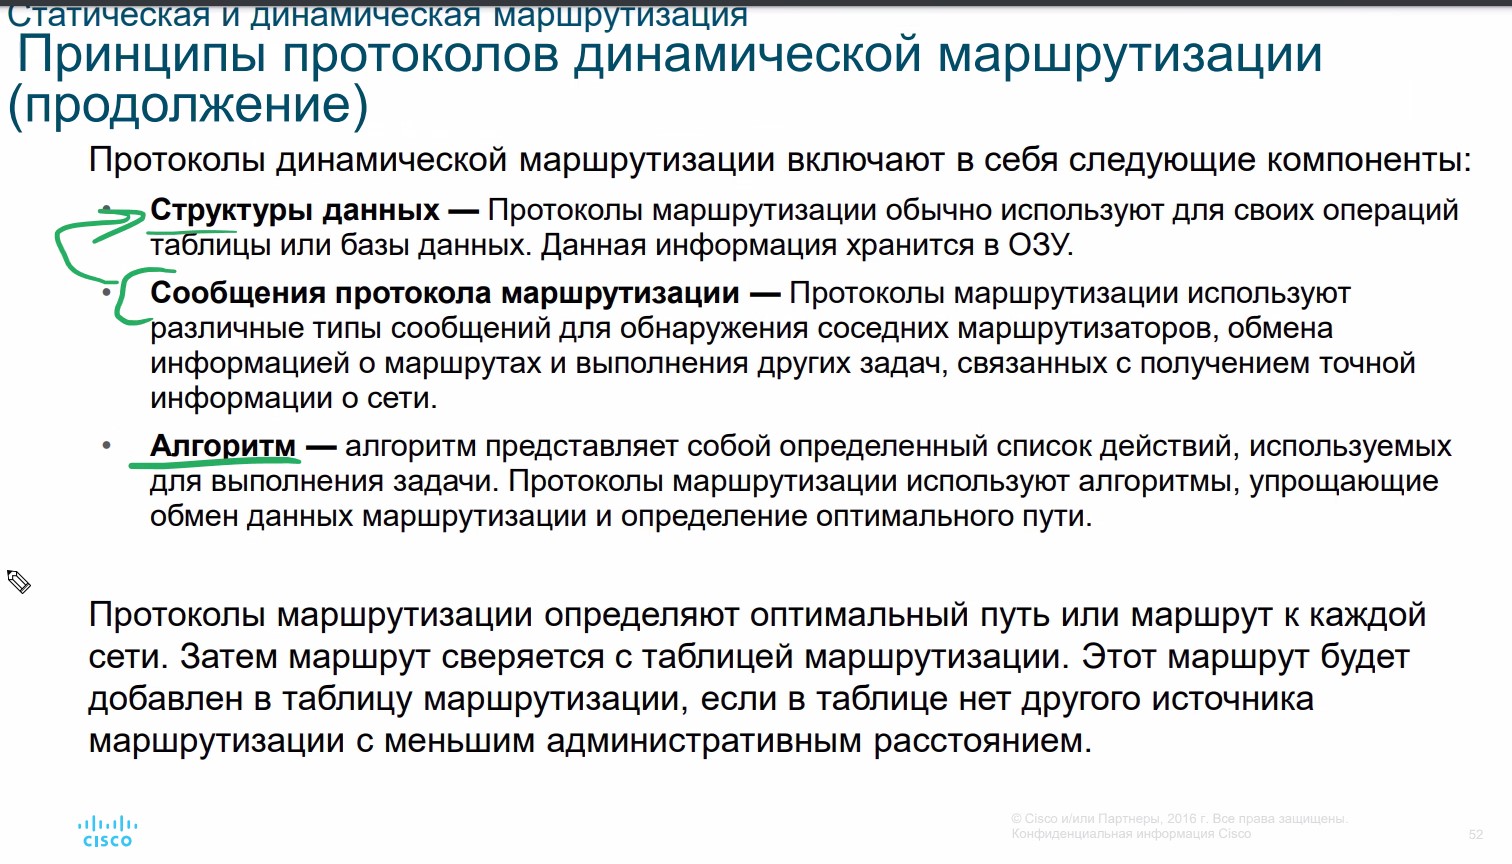 Статическая и динамическая маршрутизация
Принципы протоколов динамической маршрутизации
(продолжение)
Протоколы динамической маршрутизации включают в себя следующие компоненты:
• Структуры данных — Протоколы маршрутизации обычно используют для своих операций
таблицы или базы данных. Данная информация хранится в ОЗУ.
• Сообщения протокола маршрутизации — Протоколы маршрутизации используют
различные типы сообщений для обнаружения соседних маршрутизаторов, обмена
информацией о маршрутах и выполнения других задач, связанных с получением точной
информации о сети.
• Алгоритм — алгоритм представляет собой определенный список действий, используемых
для выполнения задачи. Протоколы маршрутизации используют алгоритмы, упрощающие
обмен данных маршрутизации и определение оптимального пути.
Протоколы маршрутизации определяют оптимальный путь или маршрут к каждой
сети. Затем маршрут сверяется с таблицей маршрутизации. Этот маршрут будет
добавлен в таблицу маршрутизации, если в таблице нет другого источника
маршрутизации с меньшим административным расстоянием.
CISCO
© Cisco и/или Партнеры, 2016 г. Все права защищены.
Конфиденциальная информация Cisco
52